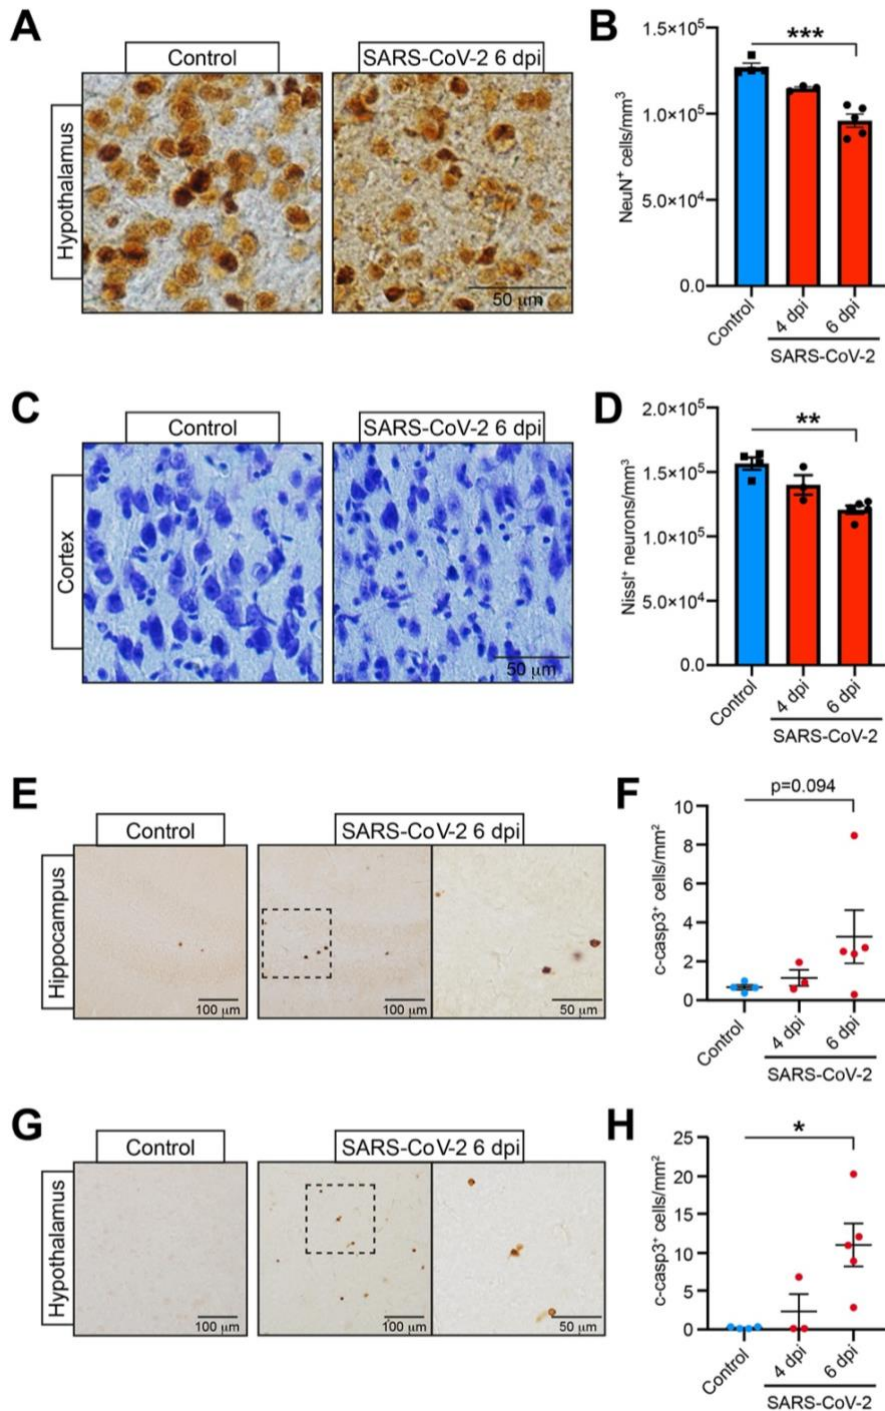 A
Control
SARS-CoV-2 6 dpi
Hypothalamus
50 μm
B
***
NeuN⁺ cells/mm³
1.5×10⁵
1.0×10⁵
5.0×10⁴
0.0
Control
4 dpi
6 dpi
SARS-CoV-2
C
Control
SARS-CoV-2 6 dpi
Cortex
50 μm
D
**
Nissl⁺ neurons/mm³
2.0×10⁵
1.5×10⁵
1.0×10⁵
5.0×10⁴
0.0
Control
4 dpi
6 dpi
SARS-CoV-2
E
Control
SARS-CoV-2 6 dpi
Hippocampus
100 μm
100 μm
50 μm
F
p=0.094
c-casp3⁺ cells/mm²
10
8
6
4
2
0
Control
4 dpi
6 dpi
SARS-CoV-2
G
Control
SARS-CoV-2 6 dpi
Hypothalamus
100 μm
100 μm
50 μm
H
*
c-casp3⁺ cells/mm²
25
20
15
10
5
0
Control
4 dpi
6 dpi
SARS-CoV-2